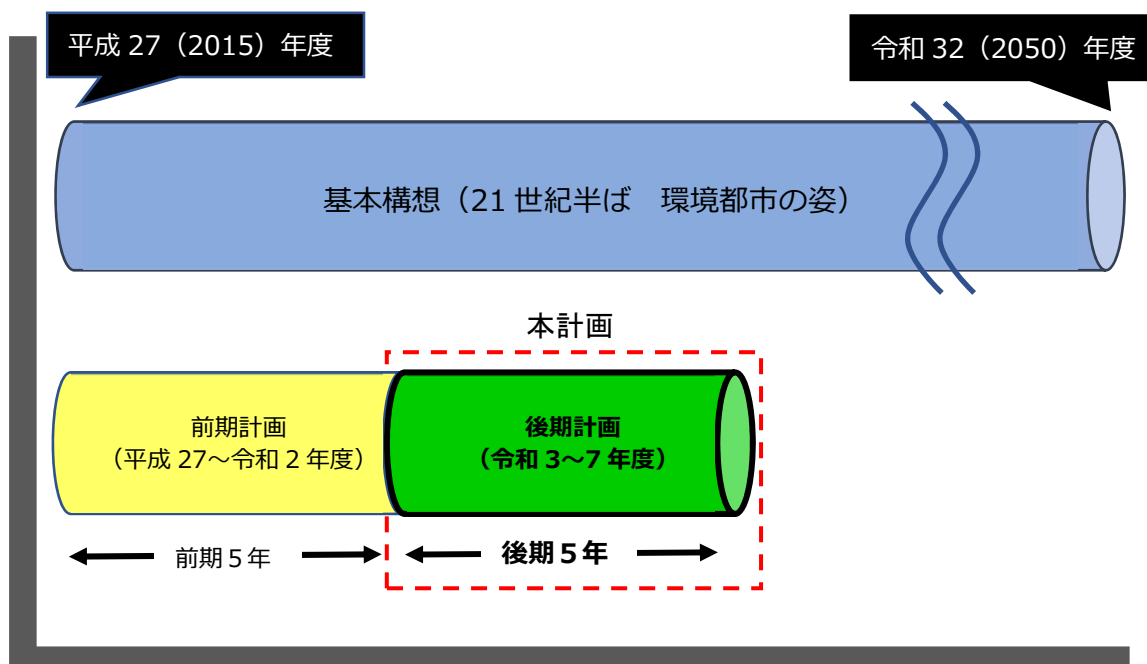 平成 27（2015）年度
令和 32（2050）年度
基本構想（21 世紀半ば　環境都市の姿）
本計画
前期計画
（平成 27～令和 2 年度）
後期計画
（令和 3～7 年度）
前期５年
後期５年